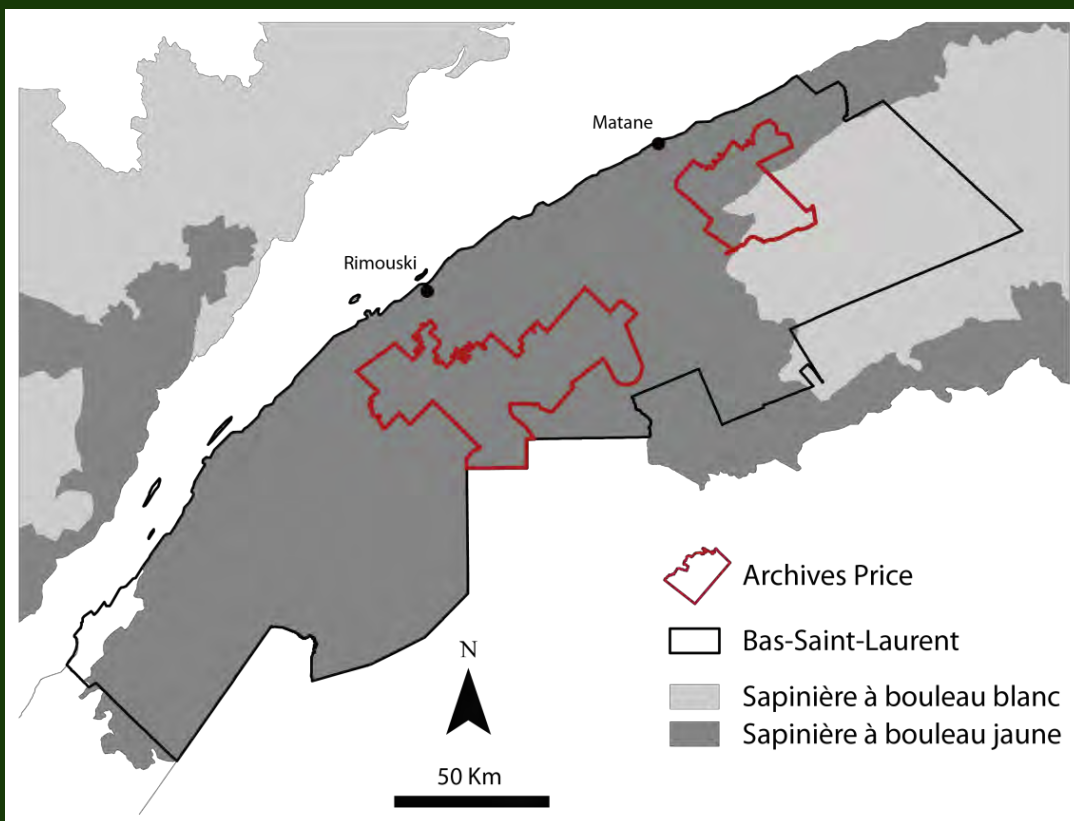 Matane
Rimouski
Archives Price
Bas-Saint-Laurent
N
Sapinière à bouleau blanc
Sapinière à bouleau jaune
50 Km